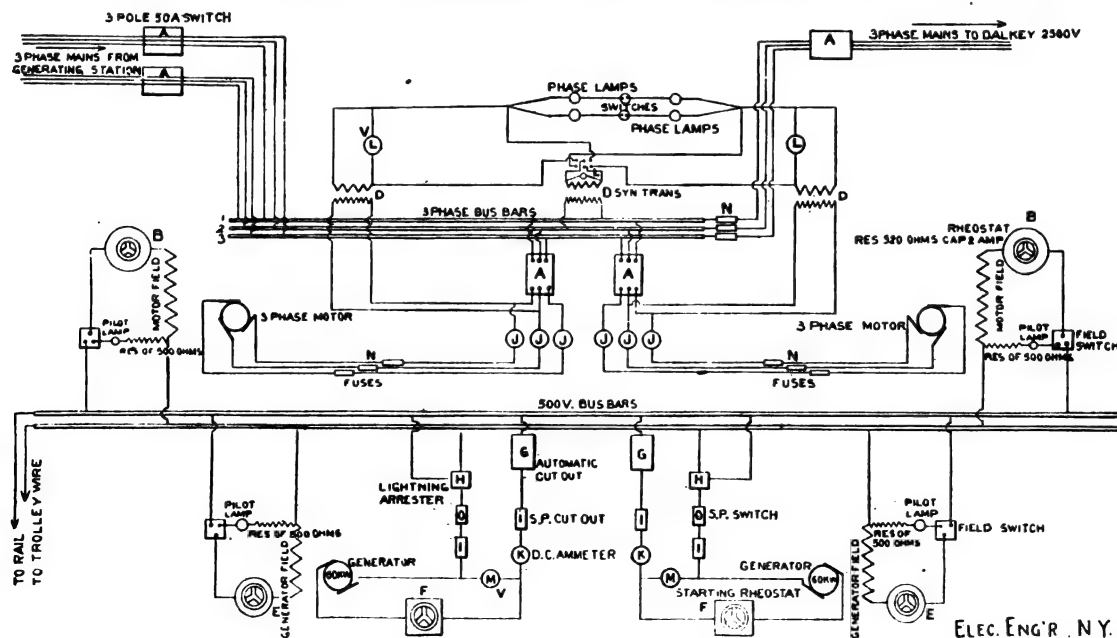 3 POLE 50A SWITCH
A
3 PHASE MAINS FROM
GENERATING STATION
A
A
3 PHASE MAINS TO DALKEY 2500V
PHASE LAMPS
SWITCHES
PHASE LAMPS
V
L
L
D
D SYN TRANS
D
1
2
3
3 PHASE BUS BARS
N
B
MOTOR FIELD
PILOT
LAMP
RES OF 500 OHMS
3 PHASE MOTOR
A
A
J
J
J
J
J
J
N
FUSES
N
FUSES
3 PHASE MOTOR
B
RHEOSTAT
RES 320 OHMS CAP 2 AMP
MOTOR FIELD
PILOT
LAMP
RES OF 500 OHMS
FIELD
SWITCH
500 V. BUS BARS
TO RAIL
TO TROLLEY WIRE
PILOT
LAMP
RES OF 500 OHMS
E
GENERATOR FIELD
LIGHTNING
ARRESTER
H
O
I
G
AUTOMATIC
CUT OUT
I
S.P. CUT OUT
K
D.C. AMMETER
GENERATOR
60KW
M
V
F
G
I
K
H
O
S.P. SWITCH
I
M
GENERATOR
60KW
STARTING RHEOSTAT
F
PILOT
LAMP
RES OF
500 OHMS
FIELD SWITCH
GENERATOR FIELD
E
ELEC. ENG'R. N.Y.